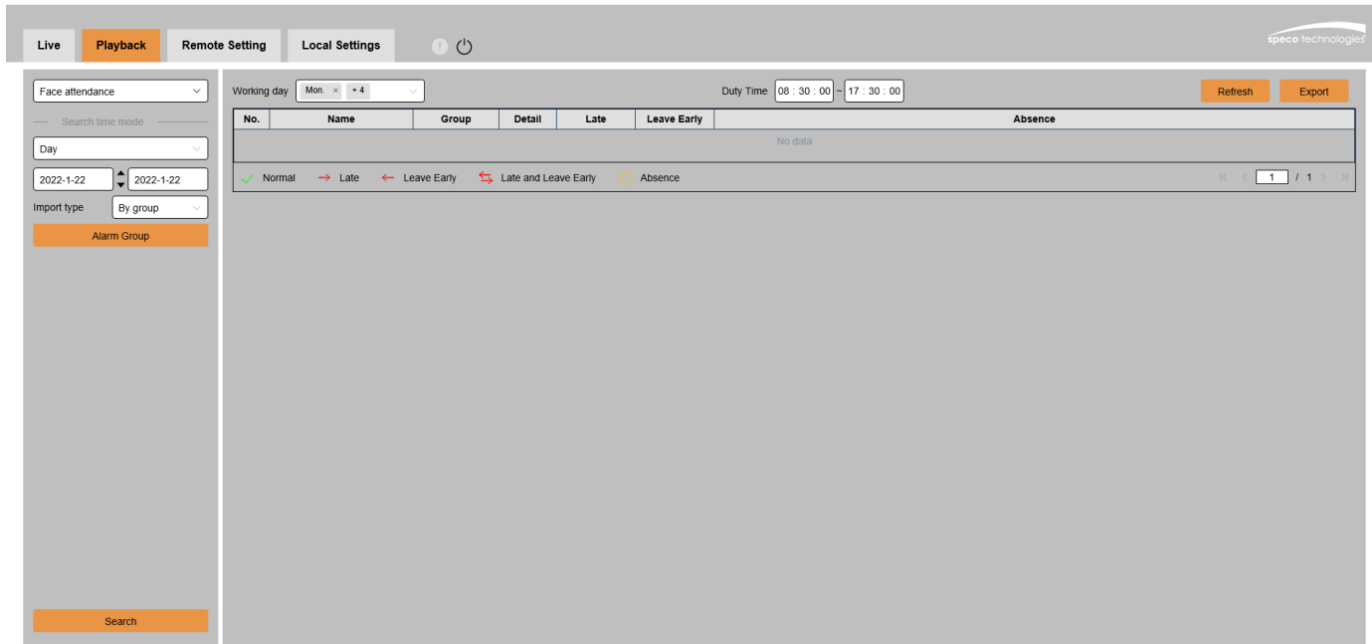 Live Playback Remote Setting Local Settings
speco technologies
Face attendance
Search time mode
Day
2022-1-22 2022-1-22
Import type By group
Alarm Group
Search
Working day Mon. × + 4 Duty Time 08 : 30 : 00 ~ 17 : 30 : 00 Refresh Export
No. Name Group Detail Late Leave Early Absence
No data
Normal Late Leave Early Late and Leave Early Absence 1 / 1